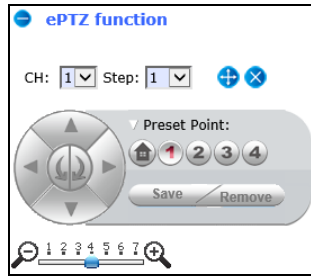 ePTZ function
CH: 1 Step: 1
Preset Point:
1 2 3 4
Save Remove
1 2 3 4 5 6 7